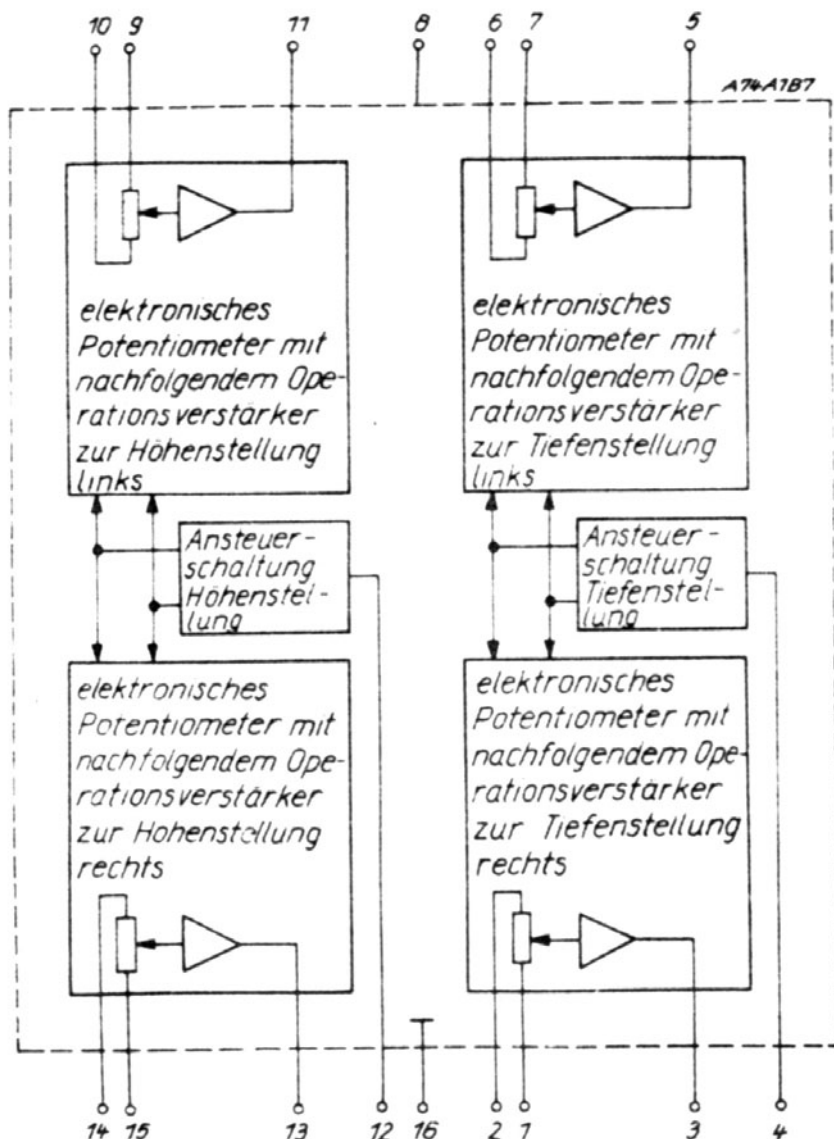 10 9 11 8 6 7 5
A74A1B7
elektronisches
Potentiometer mit
nachfolgendem Ope-
rationsverstärker
zur Höhenstellung
links
elektronisches
Potentiometer mit
nachfolgendem Ope-
rationsverstärker
zur Tiefenstellung
links
Ansteuer-
schaltung
Höhenstel-
lung
Ansteuer-
schaltung
Tiefenstel-
lung
elektronisches
Potentiometer mit
nachfolgendem Ope-
rationsverstärker
zur Hohenstellung
rechts
elektronisches
Potentiometer mit
nachfolgendem Ope-
rationsverstärker
zur Tiefenstellung
rechts
14 15 13 12 16 2 1 3 4